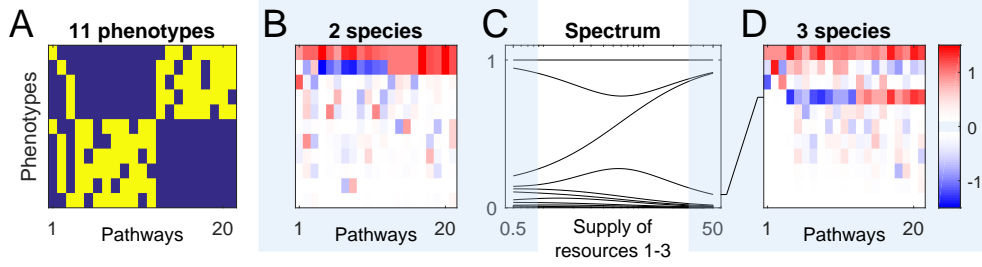 A
11 phenotypes
Phenotypes
1
20
Pathways
B
2 species
1
20
Pathways
C
Spectrum
1
0
0.5
50
Supply of
resources 1-3
D
3 species
1
20
Pathways
1
0
-1